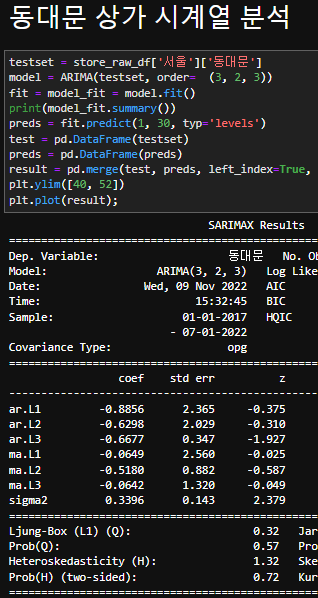 동대문 상가 시계열 분석
testset = store_raw_df['서울']['동대문']
model = ARIMA(testset, order=  (3, 2, 3))
fit = model_fit = model.fit()
print(model_fit.summary())
preds = fit.predict(1, 30, typ='levels')
test = pd.DataFrame(testset)
preds = pd.DataFrame(preds)
result = pd.merge(test, preds, left_index=True,
plt.ylim([40, 52])
plt.plot(result);
SARIMAX Results
==============================================
Dep. Variable: 동대문 No. Ob
Model: ARIMA(3, 2, 3) Log Like
Date: Wed, 09 Nov 2022 AIC
Time: 15:32:45 BIC
Sample: 01-01-2017 HQIC
- 07-01-2022
Covariance Type: opg
==============================================
coef std err z
----------------------------------------------
ar.L1 -0.8856 2.365 -0.375
ar.L2 -0.6298 2.029 -0.310
ar.L3 -0.6677 0.347 -1.927
ma.L1 -0.0649 2.560 -0.025
ma.L2 -0.5180 0.882 -0.587
ma.L3 -0.0642 1.320 -0.049
sigma2 0.3396 0.143 2.379
==============================================
Ljung-Box (L1) (Q): 0.32 Jar
Prob(Q): 0.57 Pro
Heteroskedasticity (H): 1.32 Ske
Prob(H) (two-sided): 0.72 Kur
==============================================